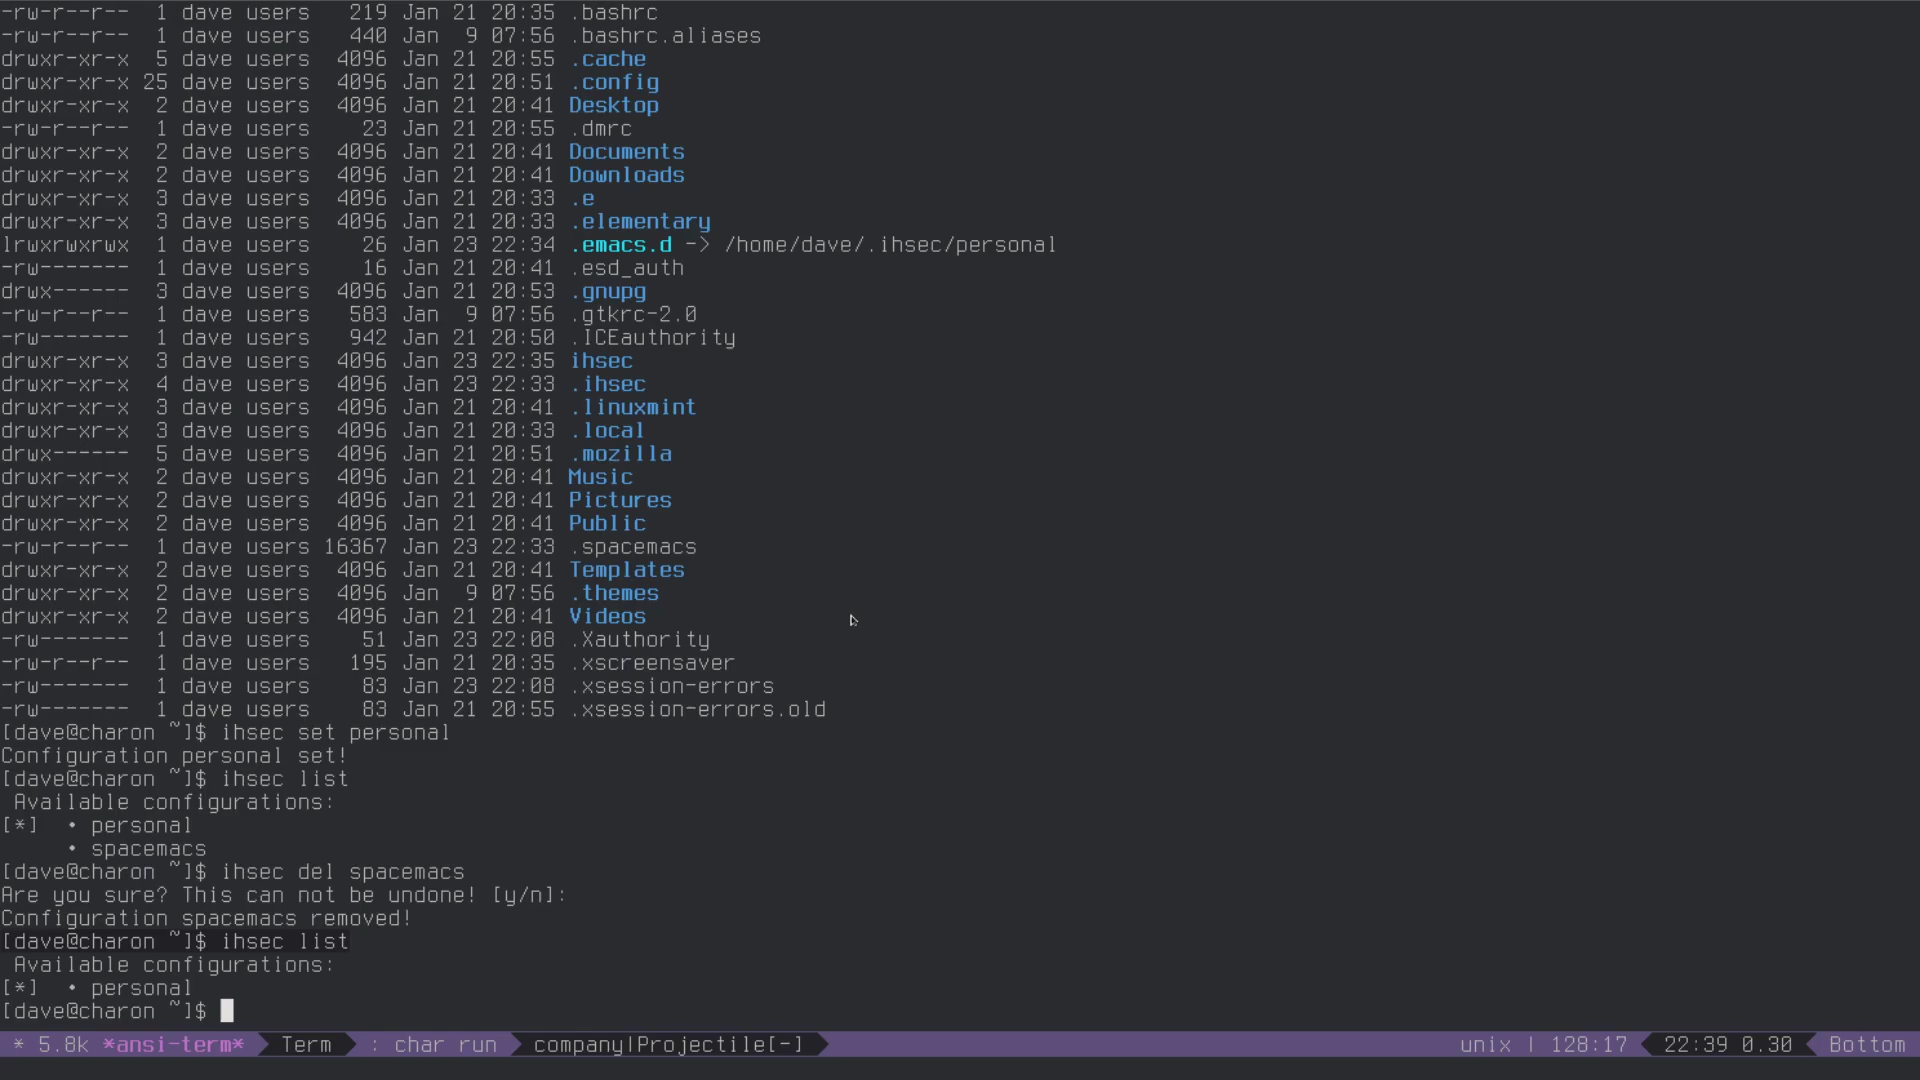 -rw-r--r--  1 dave users   219 Jan 21 20:35 .bashrc
-rw-r--r--  1 dave users   440 Jan  9 07:56 .bashrc.aliases
drwxr-xr-x  5 dave users  4096 Jan 21 20:55 .cache
drwxr-xr-x 25 dave users  4096 Jan 21 20:51 .config
drwxr-xr-x  2 dave users  4096 Jan 21 20:41 Desktop
-rw-r--r--  1 dave users    23 Jan 21 20:55 .dmrc
drwxr-xr-x  2 dave users  4096 Jan 21 20:41 Documents
drwxr-xr-x  2 dave users  4096 Jan 21 20:41 Downloads
drwxr-xr-x  3 dave users  4096 Jan 21 20:33 .e
drwxr-xr-x  3 dave users  4096 Jan 21 20:33 .elementary
lrwxrwxrwx  1 dave users    26 Jan 23 22:34 .emacs.d -> /home/dave/.ihsec/personal
-rw-------  1 dave users    16 Jan 21 20:41 .esd_auth
drwx------  3 dave users  4096 Jan 21 20:53 .gnupg
-rw-r--r--  1 dave users   583 Jan  9 07:56 .gtkrc-2.0
-rw-------  1 dave users   942 Jan 21 20:50 .ICEauthority
drwxr-xr-x  3 dave users  4096 Jan 23 22:35 ihsec
drwxr-xr-x  4 dave users  4096 Jan 23 22:33 .ihsec
drwxr-xr-x  3 dave users  4096 Jan 21 20:41 .linuxmint
drwxr-xr-x  3 dave users  4096 Jan 21 20:33 .local
drwx------  5 dave users  4096 Jan 21 20:51 .mozilla
drwxr-xr-x  2 dave users  4096 Jan 21 20:41 Music
drwxr-xr-x  2 dave users  4096 Jan 21 20:41 Pictures
drwxr-xr-x  2 dave users  4096 Jan 21 20:41 Public
-rw-r--r--  1 dave users 16367 Jan 23 22:33 .spacemacs
drwxr-xr-x  2 dave users  4096 Jan 21 20:41 Templates
drwxr-xr-x  2 dave users  4096 Jan  9 07:56 .themes
drwxr-xr-x  2 dave users  4096 Jan 21 20:41 Videos
-rw-------  1 dave users    51 Jan 23 22:08 .Xauthority
-rw-r--r--  1 dave users   195 Jan 21 20:35 .xscreensaver
-rw-------  1 dave users    83 Jan 23 22:08 .xsession-errors
-rw-------  1 dave users    83 Jan 21 20:55 .xsession-errors.old
[dave@charon ~]$ ihsec set personal
Configuration personal set!
[dave@charon ~]$ ihsec list
 Available configurations:
[*]  • personal
     • spacemacs
[dave@charon ~]$ ihsec del spacemacs
Are you sure? This can not be undone! [y/n]:
Configuration spacemacs removed!
[dave@charon ~]$ ihsec list
 Available configurations:
[*]  • personal
[dave@charon ~]$
* 5.8k *ansi-term* Term : char run company|Projectile[-] unix | 128:17 22:39 0.30 Bottom